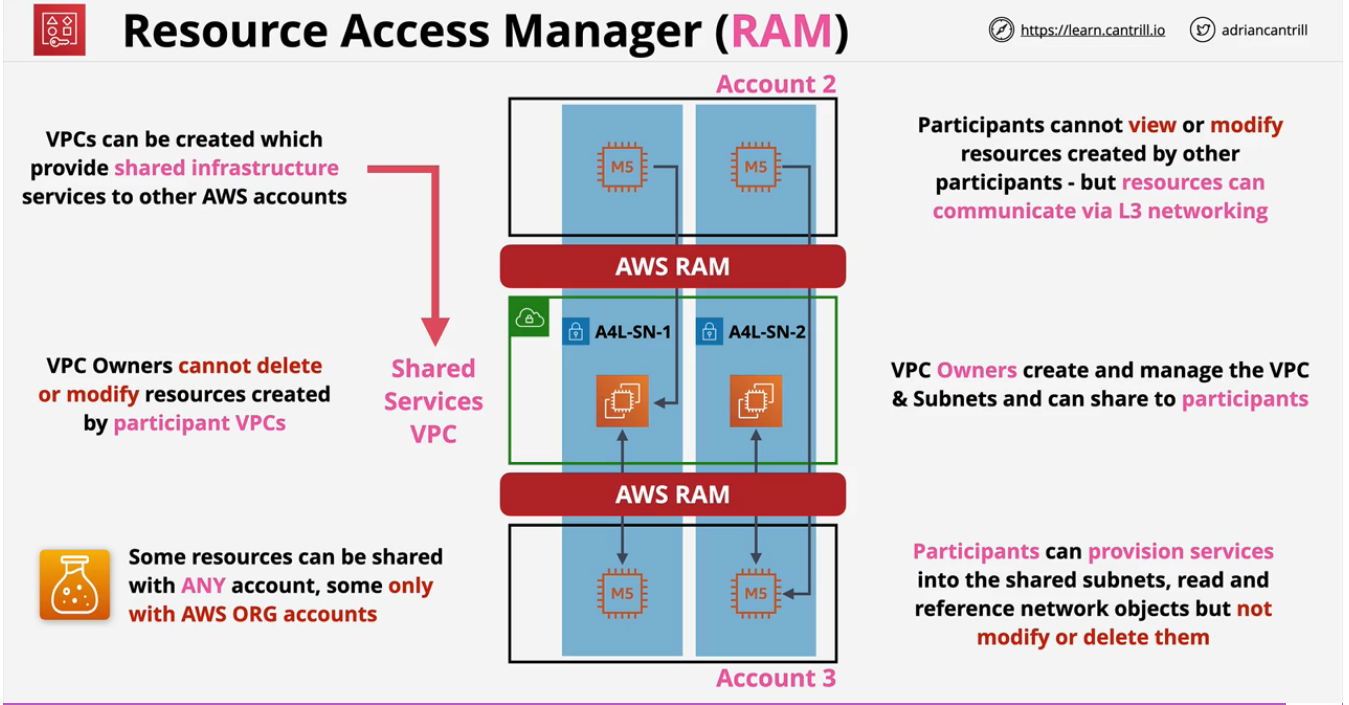 Resource Access Manager (RAM)
https://learn.cantrill.io
adriancantrill
Account 2
VPCs can be created which
provide shared infrastructure
services to other AWS accounts
M5
M5
Participants cannot view or modify
resources created by other
participants - but resources can
communicate via L3 networking
AWS RAM
A4L-SN-1
A4L-SN-2
VPC Owners cannot delete
or modify resources created
by participant VPCs
Shared
Services
VPC
VPC Owners create and manage the VPC
& Subnets and can share to participants
AWS RAM
Some resources can be shared
with ANY account, some only
with AWS ORG accounts
M5
M5
Participants can provision services
into the shared subnets, read and
reference network objects but not
modify or delete them
Account 3